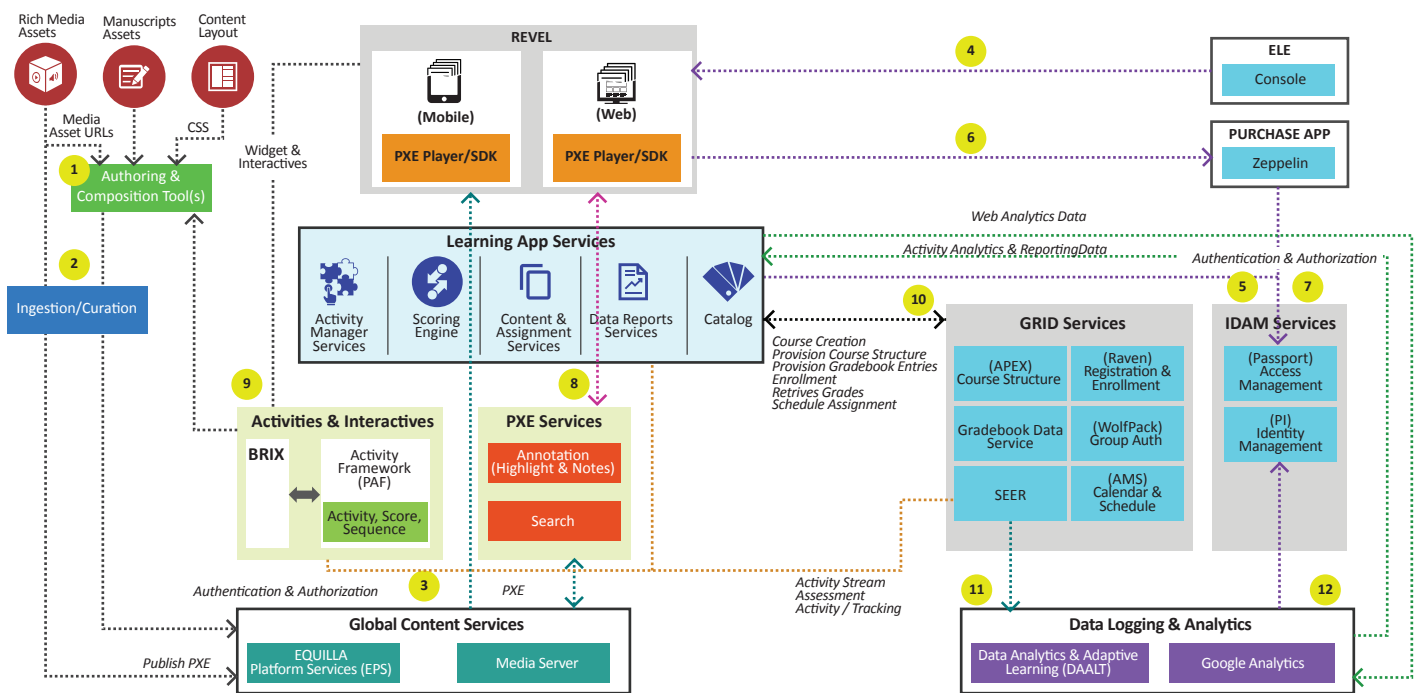 Rich Media
Assets
Manuscripts
Assets
Content
Layout
Media
Asset URLs
CSS
1
Authoring &
Composition Tool(s)
2
Ingestion/Curation
Widget &
Interactives
REVEL
(Mobile)
PXE Player/SDK
(Web)
PXE Player/SDK
4
ELE
Console
6
PURCHASE APP
Zeppelin
Web Analytics Data
Activity Analytics & ReportingData
Authentication & Authorization
Learning App Services
Activity
Manager
Services
Scoring
Engine
Content &
Assignment
Services
Data Reports
Services
Catalog
10
Course Creation
Provision Course Structure
Provision Gradebook Entries
Enrollment
Retrives Grades
Schedule Assignment
5
7
GRID Services
(APEX)
Course Structure
(Raven)
Registration &
Enrollment
Gradebook Data
Service
(WolfPack)
Group Auth
SEER
(AMS)
Calendar &
Schedule
IDAM Services
(Passport)
Access
Management
(PI)
Identity
Management
9
Activities & Interactives
BRIX
Activity
Framework
(PAF)
Activity, Score,
Sequence
8
PXE Services
Annotation
(Highlight & Notes)
Search
3
Authentication & Authorization
PXE
Activity Stream
Assessment
Activity / Tracking
Publish PXE
Global Content Services
EQUILLA
Platform Services (EPS)
Media Server
11
12
Data Logging & Analytics
Data Analytics & Adaptive
Learning (DAALT)
Google Analytics